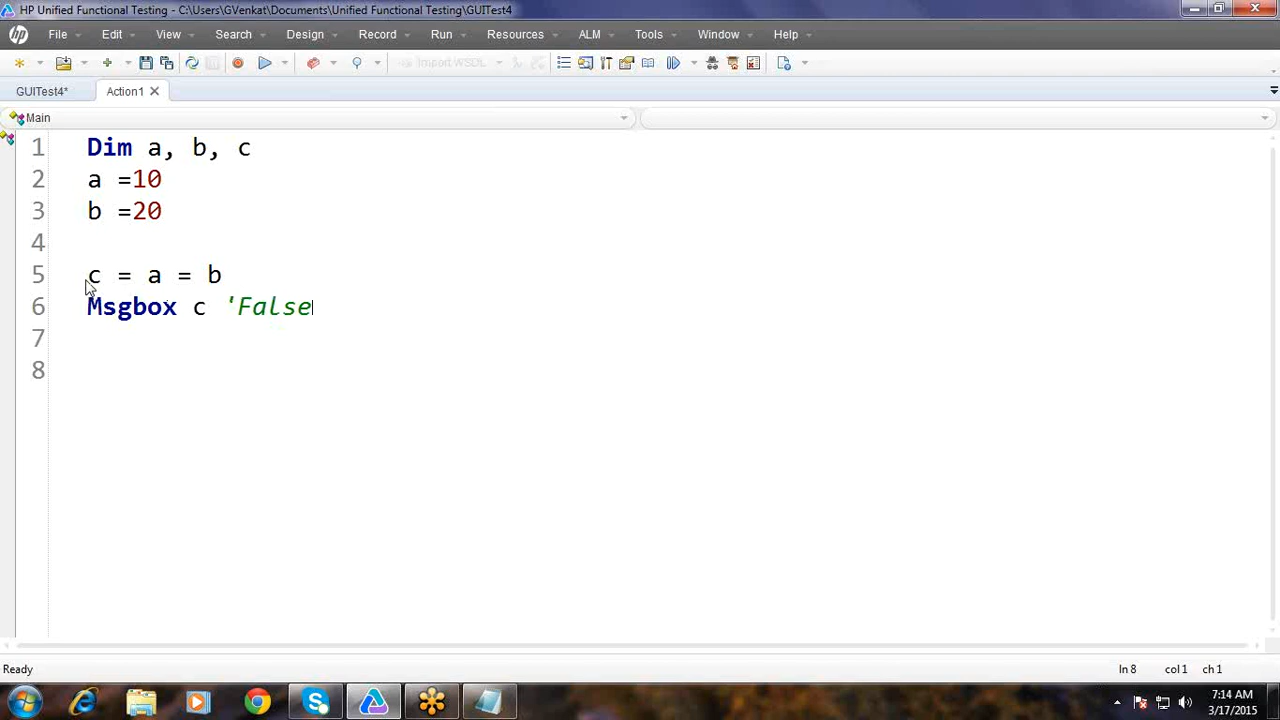 HP Unified Functional Testing - C:\Users\GVenkat\Documents\Unified Functional Testing\GUITest4
File Edit View Search Design Record Run Resources ALM Tools Window Help
Import WSDL
GUITest4* Action1
Main
1 Dim a, b, c
2 a =10
3 b =20
4
5 c = a = b
6 Msgbox c 'False
7
8
Ready ln 8 col 1 ch 1
7:14 AM
3/17/2015